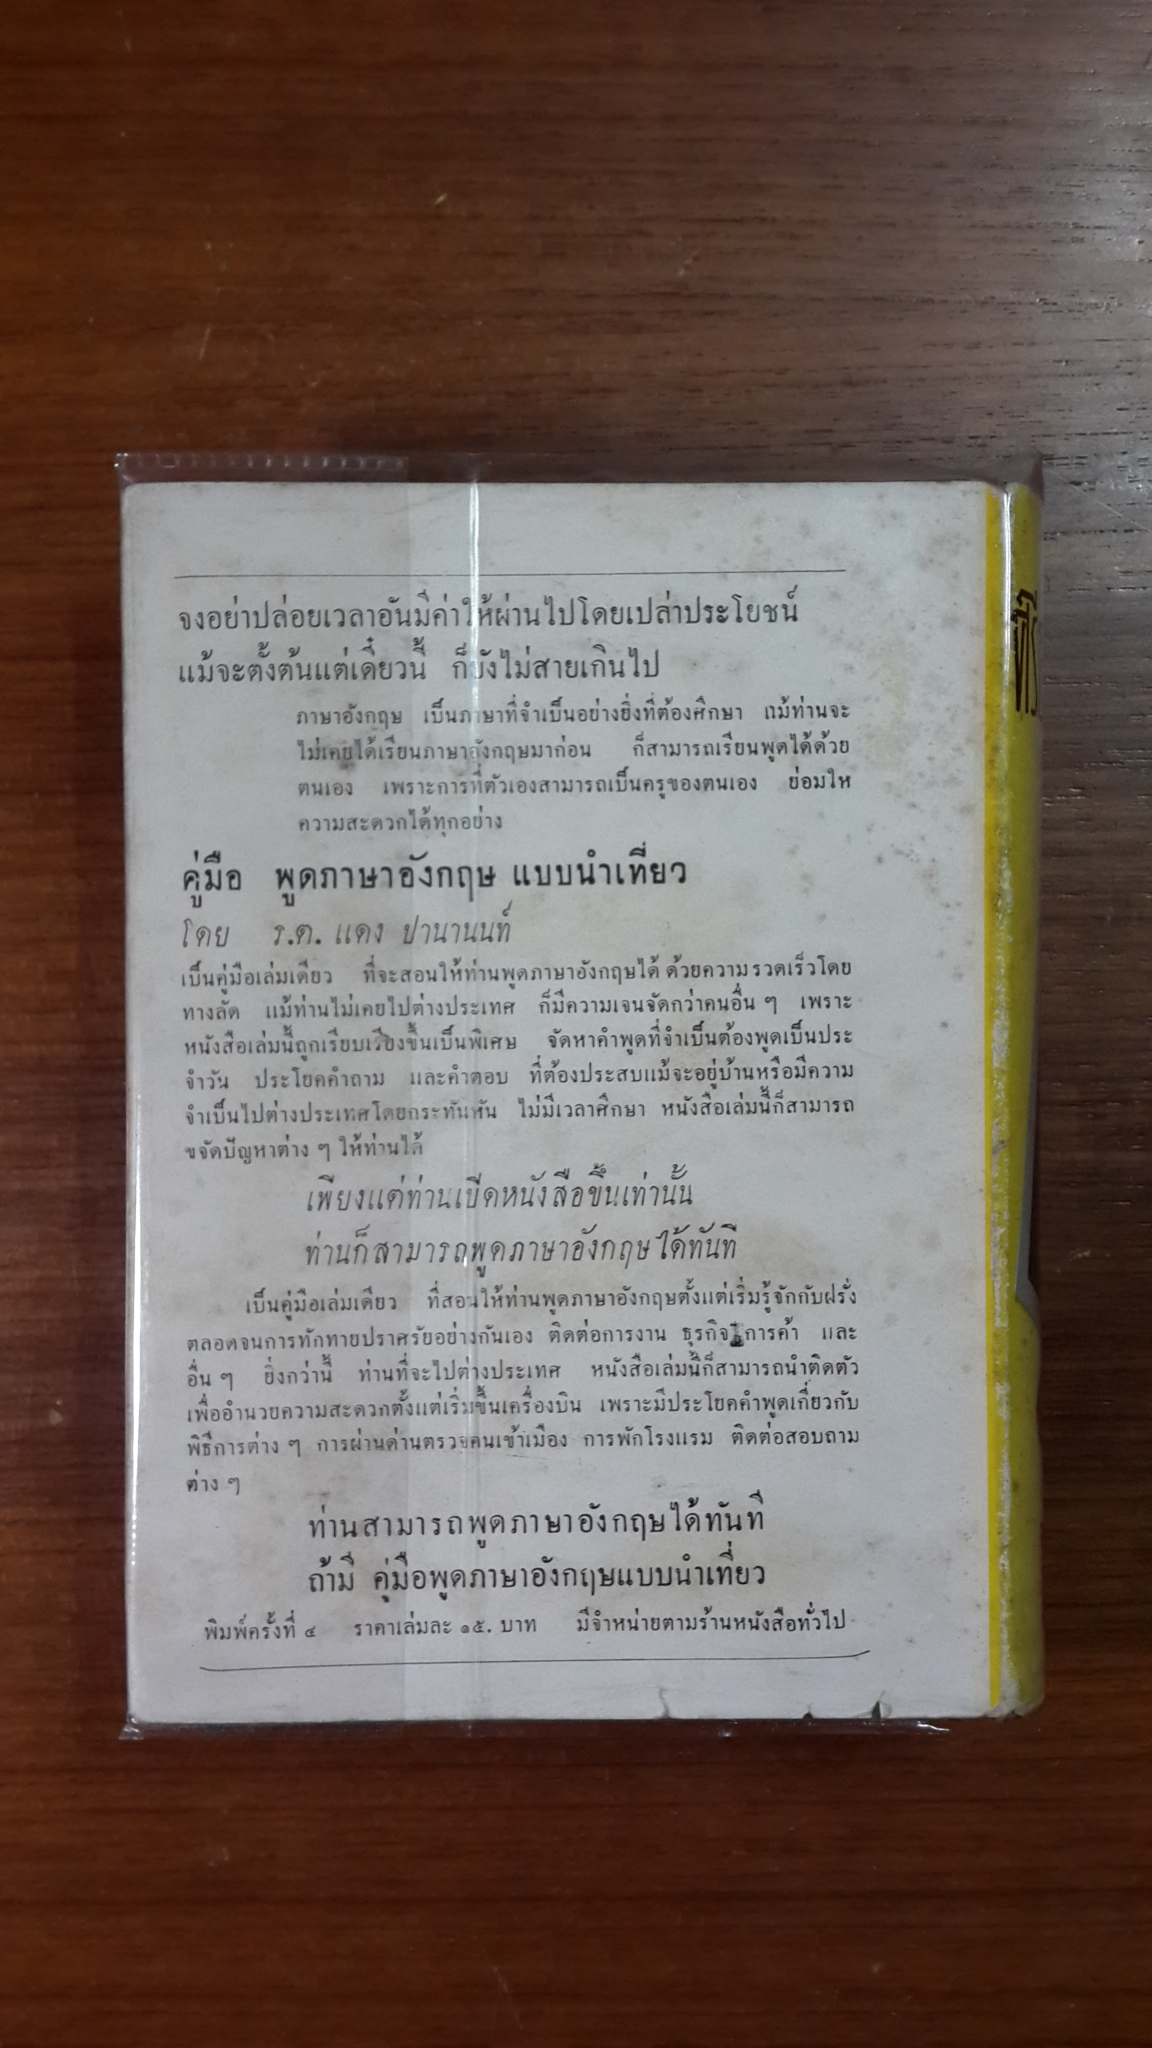 จงอย่าปล่อยเวลาอันมีค่าให้ผ่านไปโดยเปล่าประโยชน์
แม้จะตั้งต้นแต่เดี๋ยวนี้ ก็ยังไม่สายเกินไป
ภาษาอังกฤษ เป็นภาษาที่จำเป็นอย่างยิ่งที่ต้องศึกษา แม้ท่านจะ
ไม่เคยได้เรียนภาษาอังกฤษมาก่อน ก็สามารถเรียนพูดได้ด้วย
ตนเอง เพราะการที่ตัวเองสามารถเป็นครูของตนเอง ย่อมให
ความสะดวกได้ทุกอย่าง
คู่มือ พูดภาษาอังกฤษ แบบนำเที่ยว
โดย ร.ต. แดง ปานานนท์
เป็นคู่มือเล่มเดียว ที่จะสอนให้ท่านพูดภาษาอังกฤษได้ ด้วยความรวดเร็วโดย
ทางลัด แม้ท่านไม่เคยไปต่างประเทศ ก็มีความเจนจัดกว่าคนอื่น ๆ เพราะ
หนังสือเล่มนี้ถูกเรียบเรียงขึ้นเป็นพิเศษ จัดหาคำพูดที่จำเป็นต้องพูดเป็นประ
จำวัน ประโยคคำถาม และคำตอบ ที่ต้องประสบแม้จะอยู่บ้านหรือมีความ
จำเป็นไปต่างประเทศโดยกระทันหัน ไม่มีเวลาศึกษา หนังสือเล่มนี้ก็สามารถ
ขจัดปัญหาต่าง ๆ ให้ท่านได้
เพียงแต่ท่านเปิดหนังสือขึ้นเท่านั้น
ท่านก็สามารถพูดภาษาอังกฤษได้ทันที
เป็นคู่มือเล่มเดียว ที่สอนให้ท่านพูดภาษาอังกฤษตั้งแต่เริ่มรู้จักกับฝรั่ง
ตลอดจนการทักทายปราศรัยอย่างกันเอง ติดต่อการงาน ธุรกิจ การค้า และ
อื่น ๆ ยิ่งกว่านี้ ท่านที่จะไปต่างประเทศ หนังสือเล่มนี้ก็สามารถนำติดตัว
เพื่ออำนวยความสะดวกตั้งแต่เริ่มขึ้นเครื่องบิน เพราะมีประโยคคำพูดเกี่ยวกับ
พิธีการต่าง ๆ การผ่านด่านตรวจคนเข้าเมือง การพักโรงแรม ติดต่อสอบถาม
ต่าง ๆ
ท่านสามารถพูดภาษาอังกฤษได้ทันที
ถ้ามี คู่มือพูดภาษาอังกฤษแบบนำเที่ยว
พิมพ์ครั้งที่ ๔ ราคาเล่มละ ๑๕. บาท มีจำหน่ายตามร้านหนังสือทั่วไป